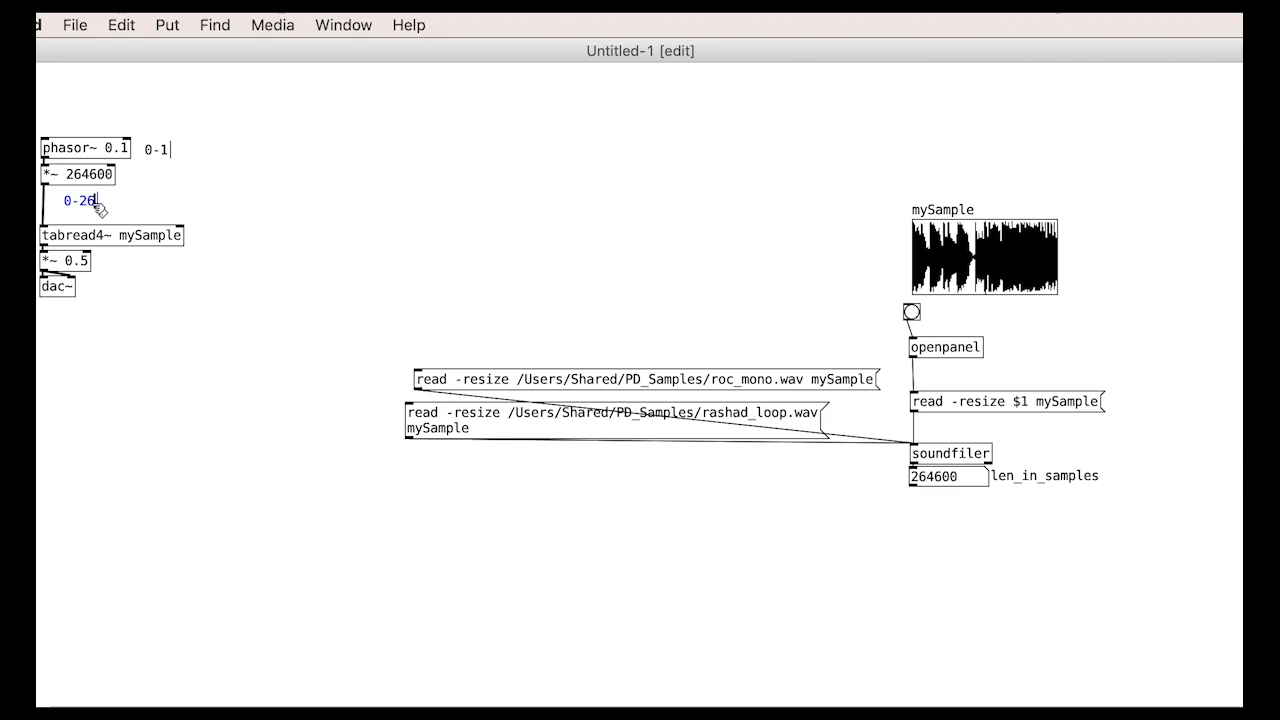 d File Edit Put Find Media Window Help
Untitled-1 [edit]
phasor~ 0.1
0-1
*~ 264600
0-26
tabread4~ mySample
*~ 0.5
dac~
mySample
openpanel
read -resize /Users/Shared/PD_Samples/roc_mono.wav mySample
read -resize $1 mySample
read -resize /Users/Shared/PD_Samples/rashad_loop.wav
mySample
soundfiler
264600
len_in_samples